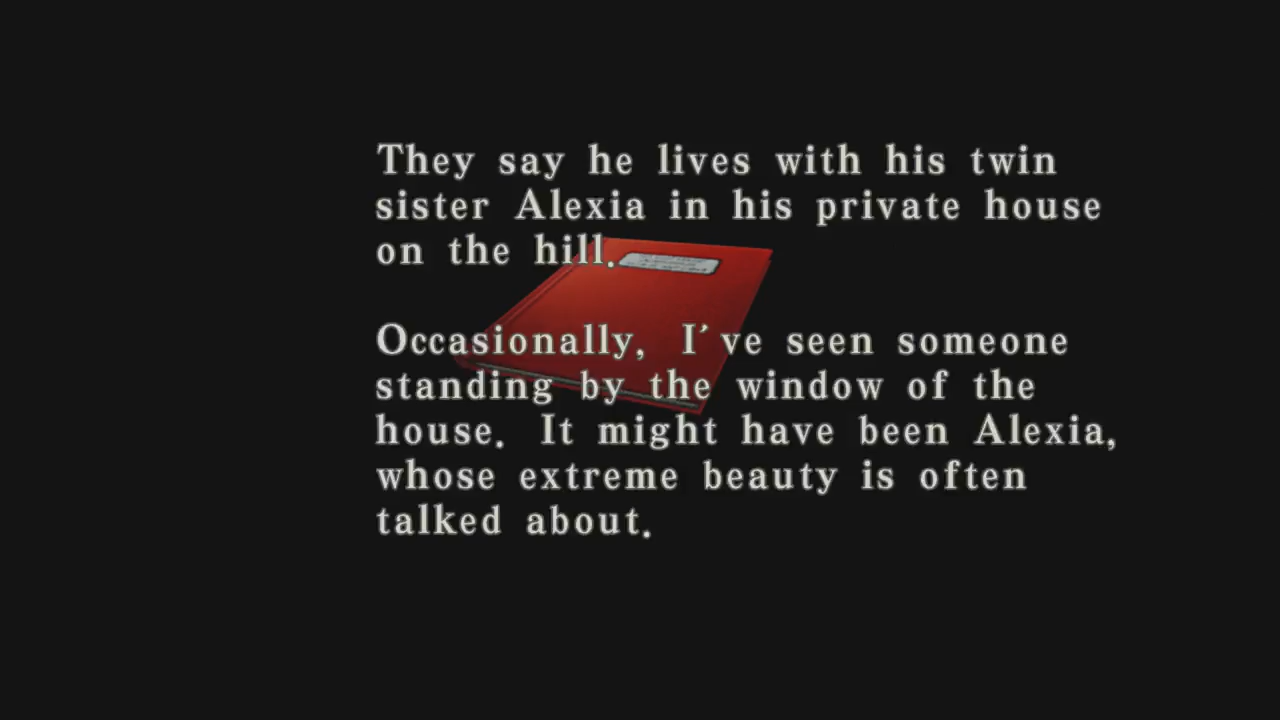 They say he lives with his twin
sister Alexia in his private house
on the hill.
Occasionally, I've seen someone
standing by the window of the
house. It might have been Alexia,
whose extreme beauty is often
talked about.